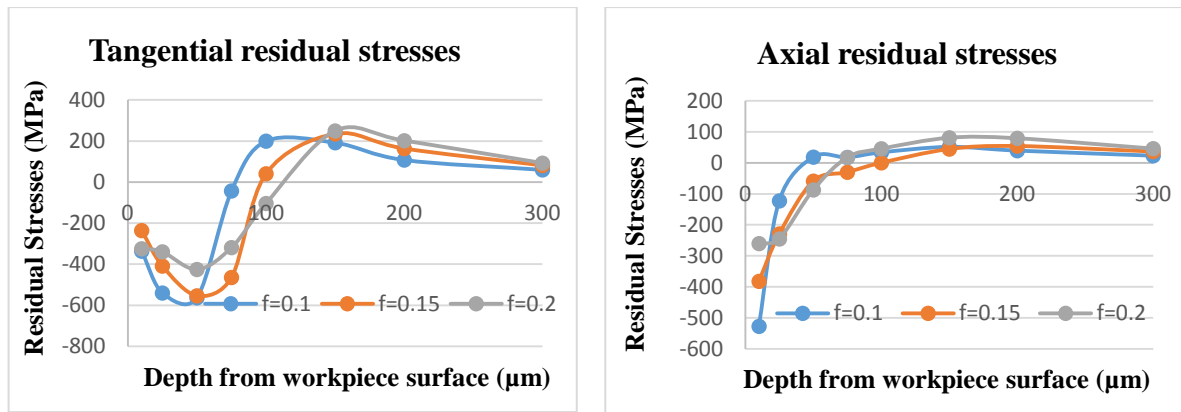 Tangential residual stresses
Residual Stresses (MPa)
400
200
0
-200
-400
-600
-800
0
100
200
300
f=0.1
f=0.15
f=0.2
Depth from workpiece surface (µm)
Axial residual stresses
Residual Stresses (MPa)
200
100
0
-100
-200
-300
-400
-500
-600
0
100
200
300
f=0.1
f=0.15
f=0.2
Depth from workpiece surface (µm)